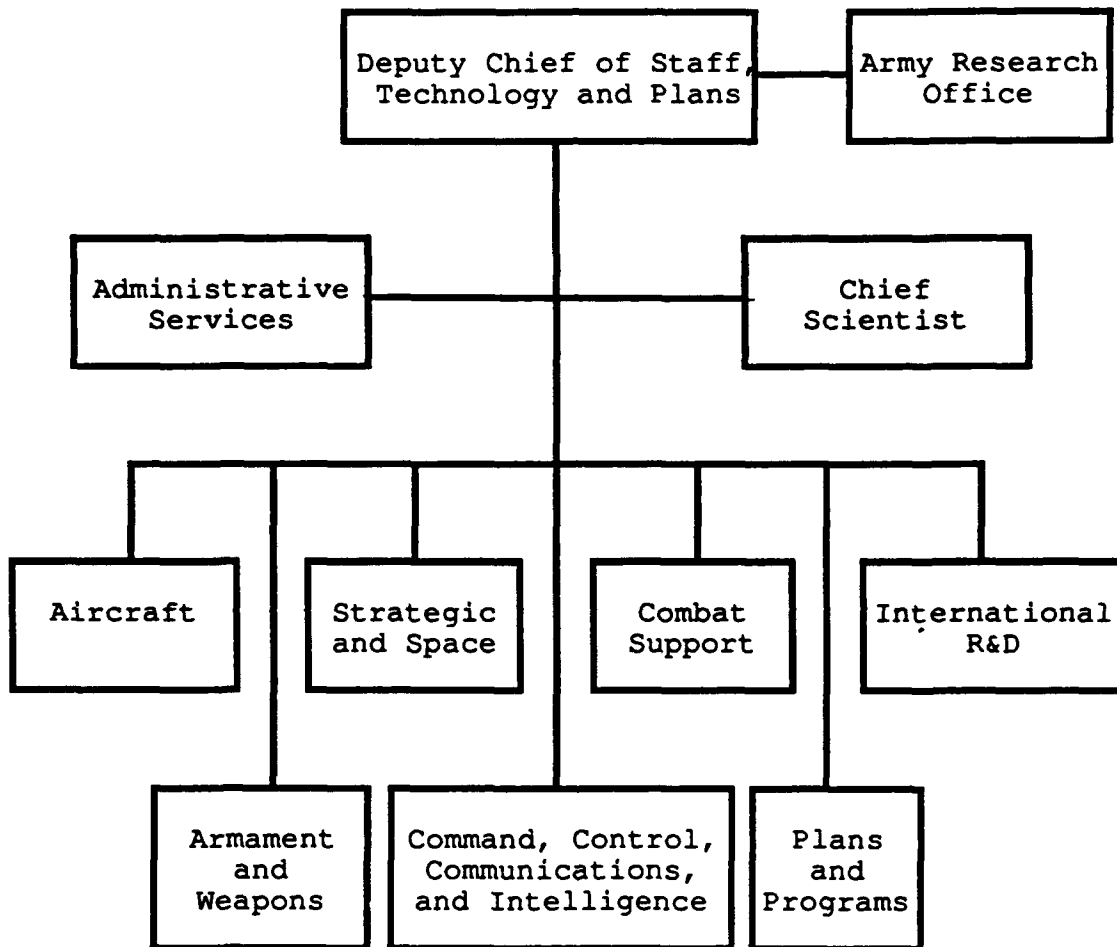 Deputy Chief of Staff,
Technology and Plans
Army Research
Office
Administrative
Services
Chief
Scientist
Aircraft
Strategic
and Space
Combat
Support
International
R&D
Armament
and
Weapons
Command, Control,
Communications,
and Intelligence
Plans
and
Programs